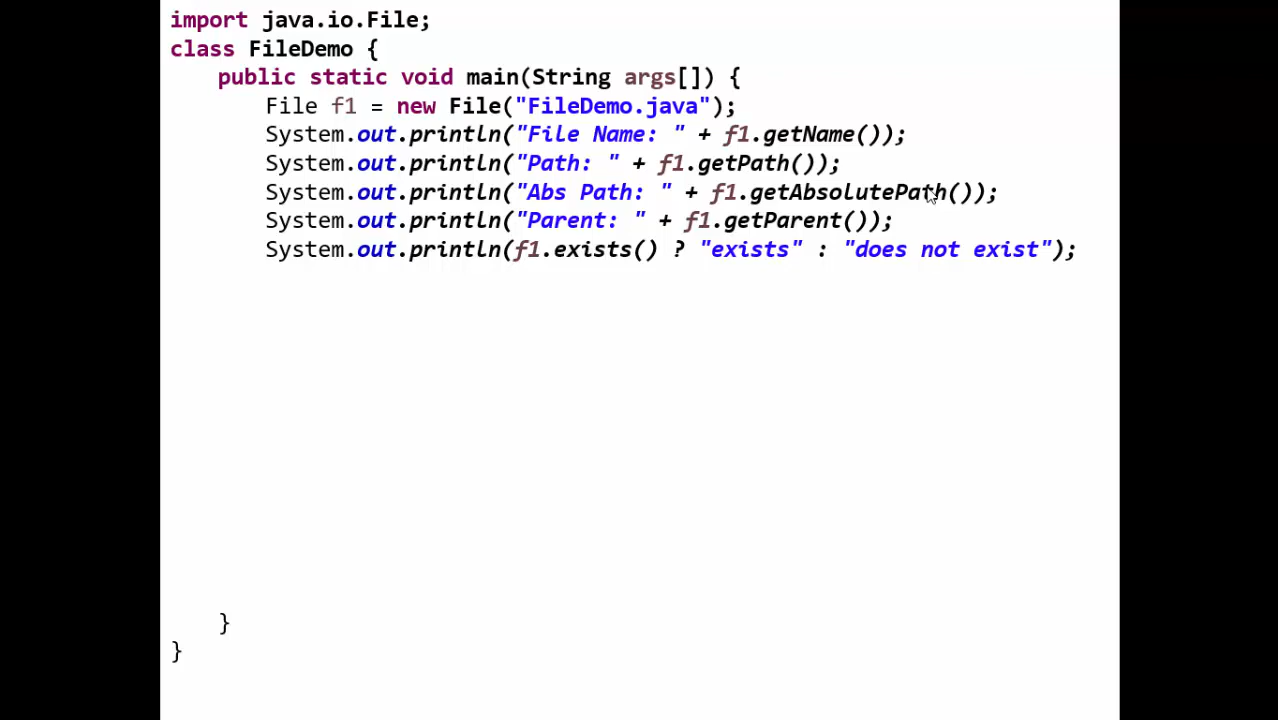 import java.io.File;
class FileDemo {
public static void main(String args[]) {
File f1 = new File("FileDemo.java");
System.out.println("File Name: " + f1.getName());
System.out.println("Path: " + f1.getPath());
System.out.println("Abs Path: " + f1.getAbsolutePath());
System.out.println("Parent: " + f1.getParent());
System.out.println(f1.exists() ? "exists" : "does not exist");
}
}